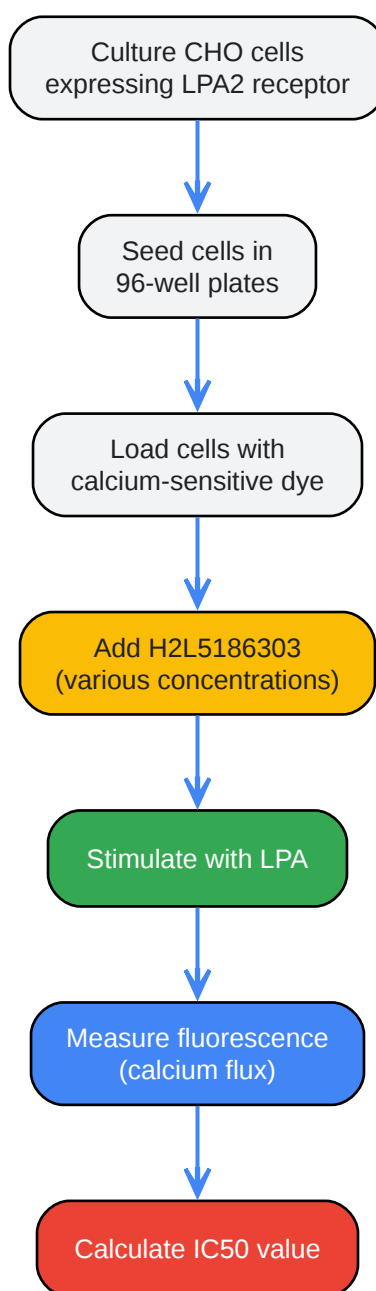 Culture CHO cells
expressing LPA2 receptor
Seed cells in
96-well plates
Load cells with
calcium-sensitive dye
Add H2L5186303
(various concentrations)
Stimulate with LPA
Measure fluorescence
(calcium flux)
Calculate IC50 value